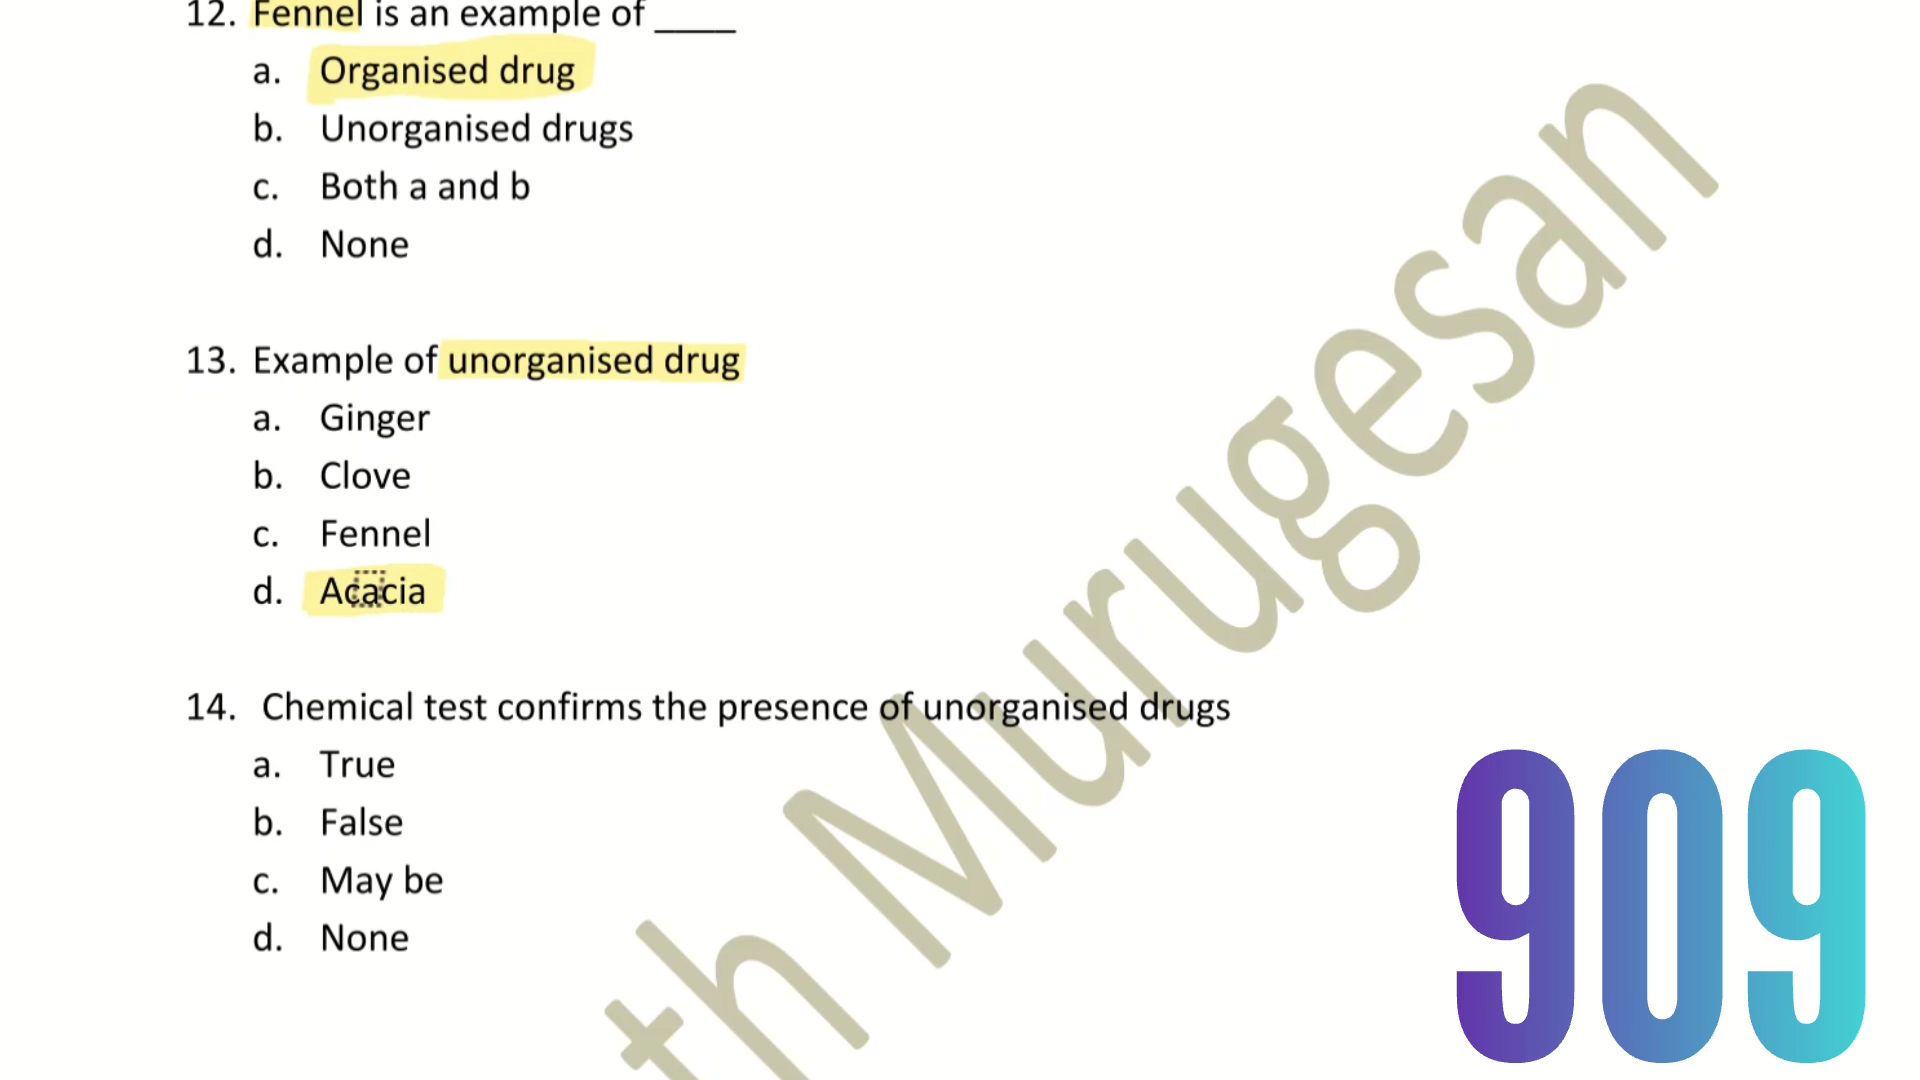 12. Fennel is an example of ____
a. Organised drug
b. Unorganised drugs
c. Both a and b
d. None
13. Example of unorganised drug
a. Ginger
b. Clove
c. Fennel
d. Acacia
14. Chemical test confirms the presence of unorganised drugs
a. True
b. False
c. May be
d. None
th Murugesan
909